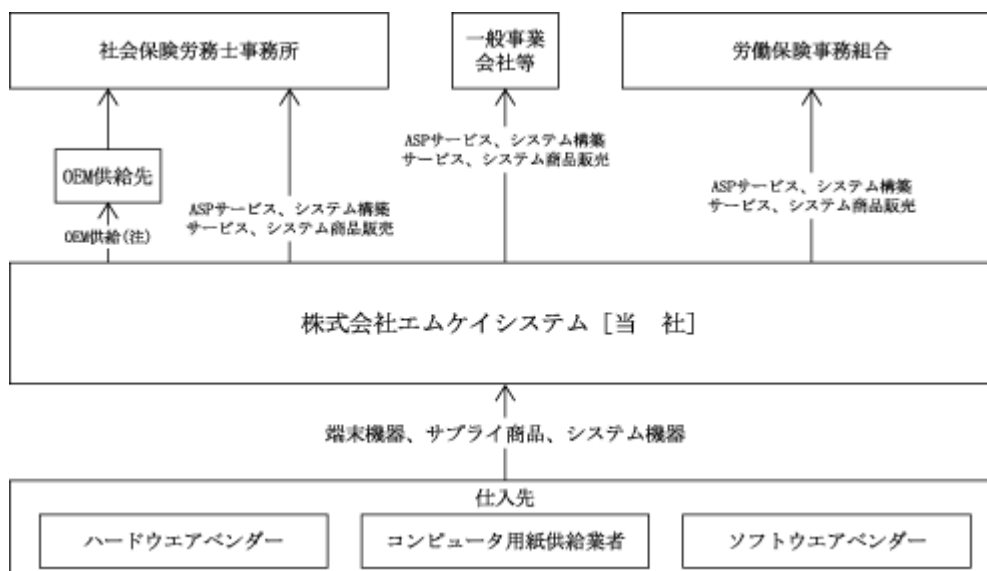 社会保険労務士事務所
一般事業
会社等
労働保険事務組合
ASPサービス、システム構築
サービス、システム商品販売
OEM供給先
ASPサービス、システム構築
サービス、システム商品販売
ASPサービス、システム構築
サービス、システム商品販売
OEM供給(注)
株式会社エムケイシステム[当　社]
端末機器、サプライ商品、システム機器
仕入先
ハードウエアベンダー
コンピュータ用紙供給業者
ソフトウエアベンダー